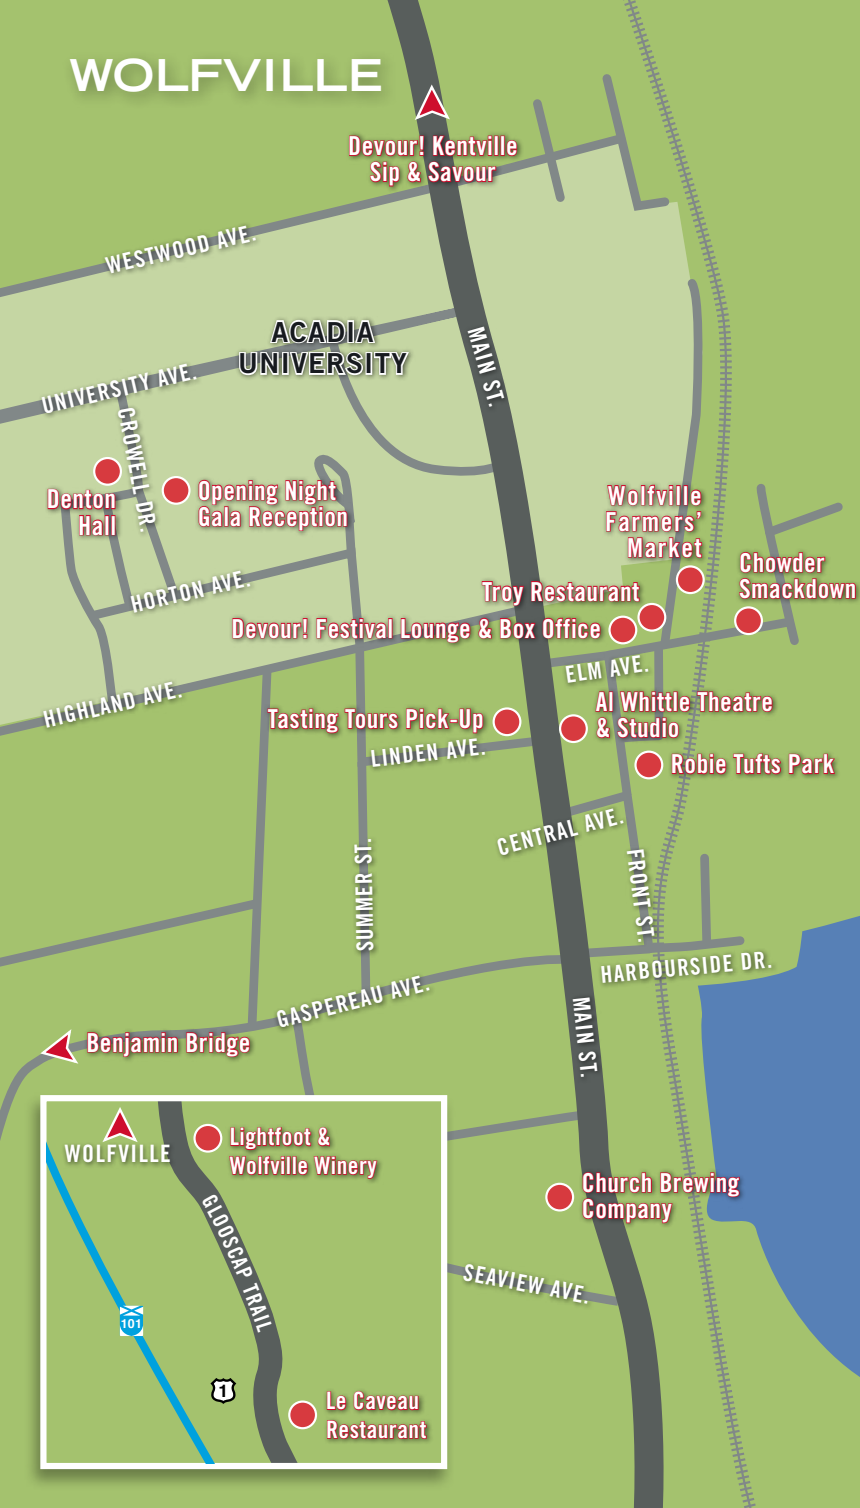 WOLFVILLE
Devour! Kentville
Sip & Savour
WESTWOOD AVE.
ACADIA
UNIVERSITY
MAIN ST.
UNIVERSITY AVE.
CROWELL DR.
Denton
Hall
Opening Night
Gala Reception
Wolfville
Farmers'
Market
Chowder
Smackdown
HORTON AVE.
Troy Restaurant
Devour! Festival Lounge & Box Office
ELM AVE.
HIGHLAND AVE.
Tasting Tours Pick-Up
Al Whittle Theatre
& Studio
LINDEN AVE.
Robie Tufts Park
CENTRAL AVE.
SUMMER ST.
FRONT ST.
HARBOURSIDE DR.
GASPEREAU AVE.
MAIN ST.
Benjamin Bridge
WOLFVILLE
Lightfoot &
Wolfville Winery
GLOOSCAP TRAIL
Church Brewing
Company
SEAVIEW AVE.
101
1
Le Caveau
Restaurant